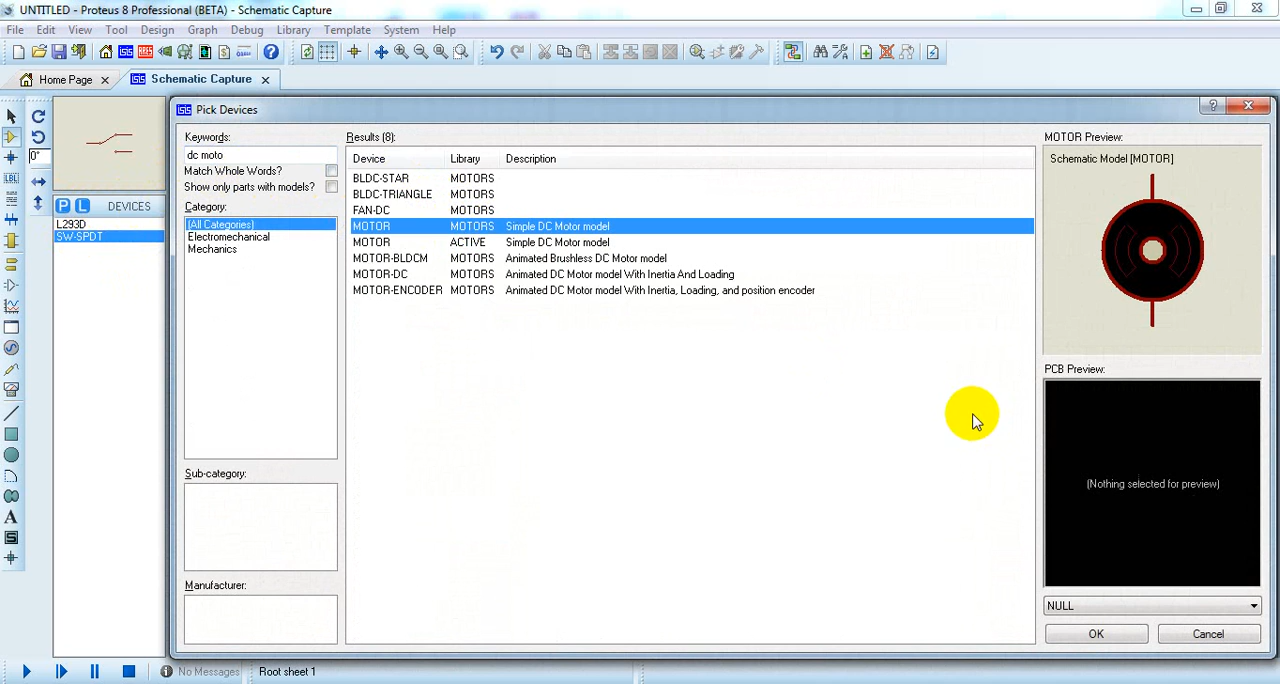 UNTITLED - Proteus 8 Professional (BETA) - Schematic Capture
File Edit View Tool Design Graph Debug Library Template System Help
Home Page
Schematic Capture
Pick Devices
0°
LBL
P L DEVICES
L293D
SW-SPDT
Keywords:
dc moto
Match Whole Words?
Show only parts with models?
Category:
(All Categories)
Electromechanical
Mechanics
Sub-category:
Manufacturer:
Results (8):
Device Library Description
BLDC-STAR MOTORS
BLDC-TRIANGLE MOTORS
FAN-DC MOTORS
MOTOR MOTORS Simple DC Motor model
MOTOR ACTIVE Simple DC Motor model
MOTOR-BLDCM MOTORS Animated Brushless DC Motor model
MOTOR-DC MOTORS Animated DC Motor model With Inertia And Loading
MOTOR-ENCODER MOTORS Animated DC Motor model With Inertia, Loading, and position encoder
MOTOR Preview:
Schematic Model [MOTOR]
PCB Preview:
(Nothing selected for preview)
NULL
OK Cancel
No Messages Root sheet 1